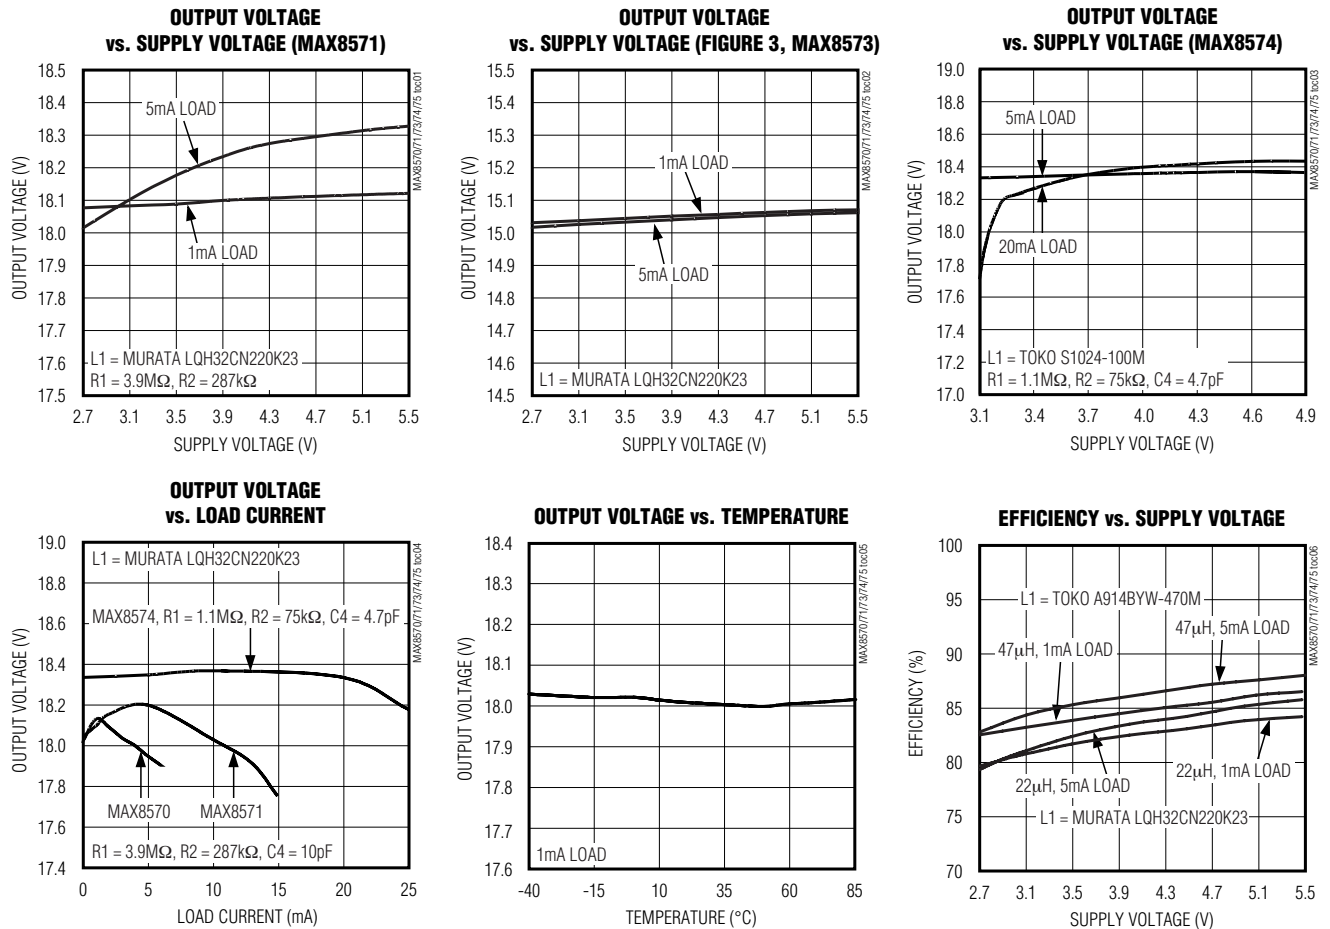 OUTPUT VOLTAGE
vs. SUPPLY VOLTAGE (MAX8571)
MAX8570/71/73/74/75 toc01
OUTPUT VOLTAGE (V)
18.5
18.4
18.3
18.2
18.1
18.0
17.9
17.8
17.7
17.6
17.5
5mA LOAD
1mA LOAD
L1 = MURATA LQH32CN220K23
R1 = 3.9MΩ, R2 = 287kΩ
2.7 3.1 3.5 3.9 4.3 4.7 5.1 5.5
SUPPLY VOLTAGE (V)
OUTPUT VOLTAGE
vs. SUPPLY VOLTAGE (FIGURE 3, MAX8573)
MAX8570/71/73/74/75 toc02
OUTPUT VOLTAGE (V)
15.5
15.4
15.3
15.2
15.1
15.0
14.9
14.8
14.7
14.6
14.5
1mA LOAD
5mA LOAD
L1 = MURATA LQH32CN220K23
2.7 3.1 3.5 3.9 4.3 4.7 5.1 5.5
SUPPLY VOLTAGE (V)
OUTPUT VOLTAGE
vs. SUPPLY VOLTAGE (MAX8574)
MAX8570/71/73/74/75 toc03
OUTPUT VOLTAGE (V)
19.0
18.8
18.6
18.4
18.2
18.0
17.8
17.6
17.4
17.2
17.0
5mA LOAD
20mA LOAD
L1 = TOKO S1024-100M
R1 = 1.1MΩ, R2 = 75kΩ, C4 = 4.7pF
3.1 3.4 3.7 4.0 4.3 4.6 4.9
SUPPLY VOLTAGE (V)
OUTPUT VOLTAGE
vs. LOAD CURRENT
MAX8570/71/73/74/75 toc04
OUTPUT VOLTAGE (V)
19.0
18.8
18.6
18.4
18.2
18.0
17.8
17.6
17.4
L1 = MURATA LQH32CN220K23
MAX8574, R1 = 1.1MΩ, R2 = 75kΩ, C4 = 4.7pF
MAX8570 MAX8571
R1 = 3.9MΩ, R2 = 287kΩ, C4 = 10pF
0 5 10 15 20 25
LOAD CURRENT (mA)
OUTPUT VOLTAGE vs. TEMPERATURE
MAX8570/71/73/74/75 toc05
OUTPUT VOLTAGE (V)
18.4
18.3
18.2
18.1
18.0
17.9
17.8
17.7
17.6
1mA LOAD
-40 -15 10 35 60 85
TEMPERATURE (°C)
EFFICIENCY vs. SUPPLY VOLTAGE
MAX8570/71/73/74/75 toc06
EFFICIENCY (%)
100
95
90
85
80
75
70
L1 = TOKO A914BYW-470M
47μH, 5mA LOAD
47μH, 1mA LOAD
22μH, 1mA LOAD
22μH, 5mA LOAD
L1 = MURATA LQH32CN220K23
2.7 3.1 3.5 3.9 4.3 4.7 5.1 5.5
SUPPLY VOLTAGE (V)